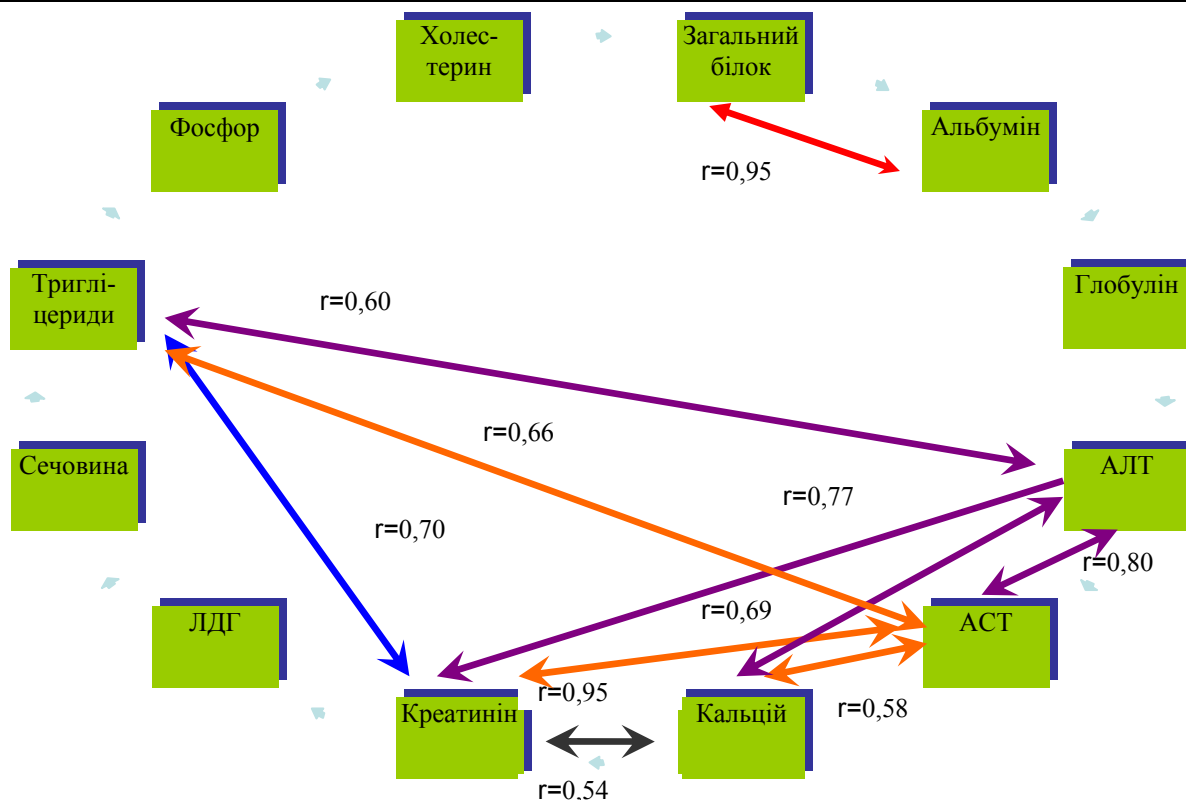 Холес-
терин
Загальний
білок
Фосфор
Альбумін
r=0,95
Триглі-
цериди
Глобулін
r=0,60
r=0,66
Сечовина
АЛТ
r=0,77
r=0,70
r=0,80
ЛДГ
r=0,69
АСТ
r=0,95
Креатинін
Кальцій
r=0,58
r=0,54